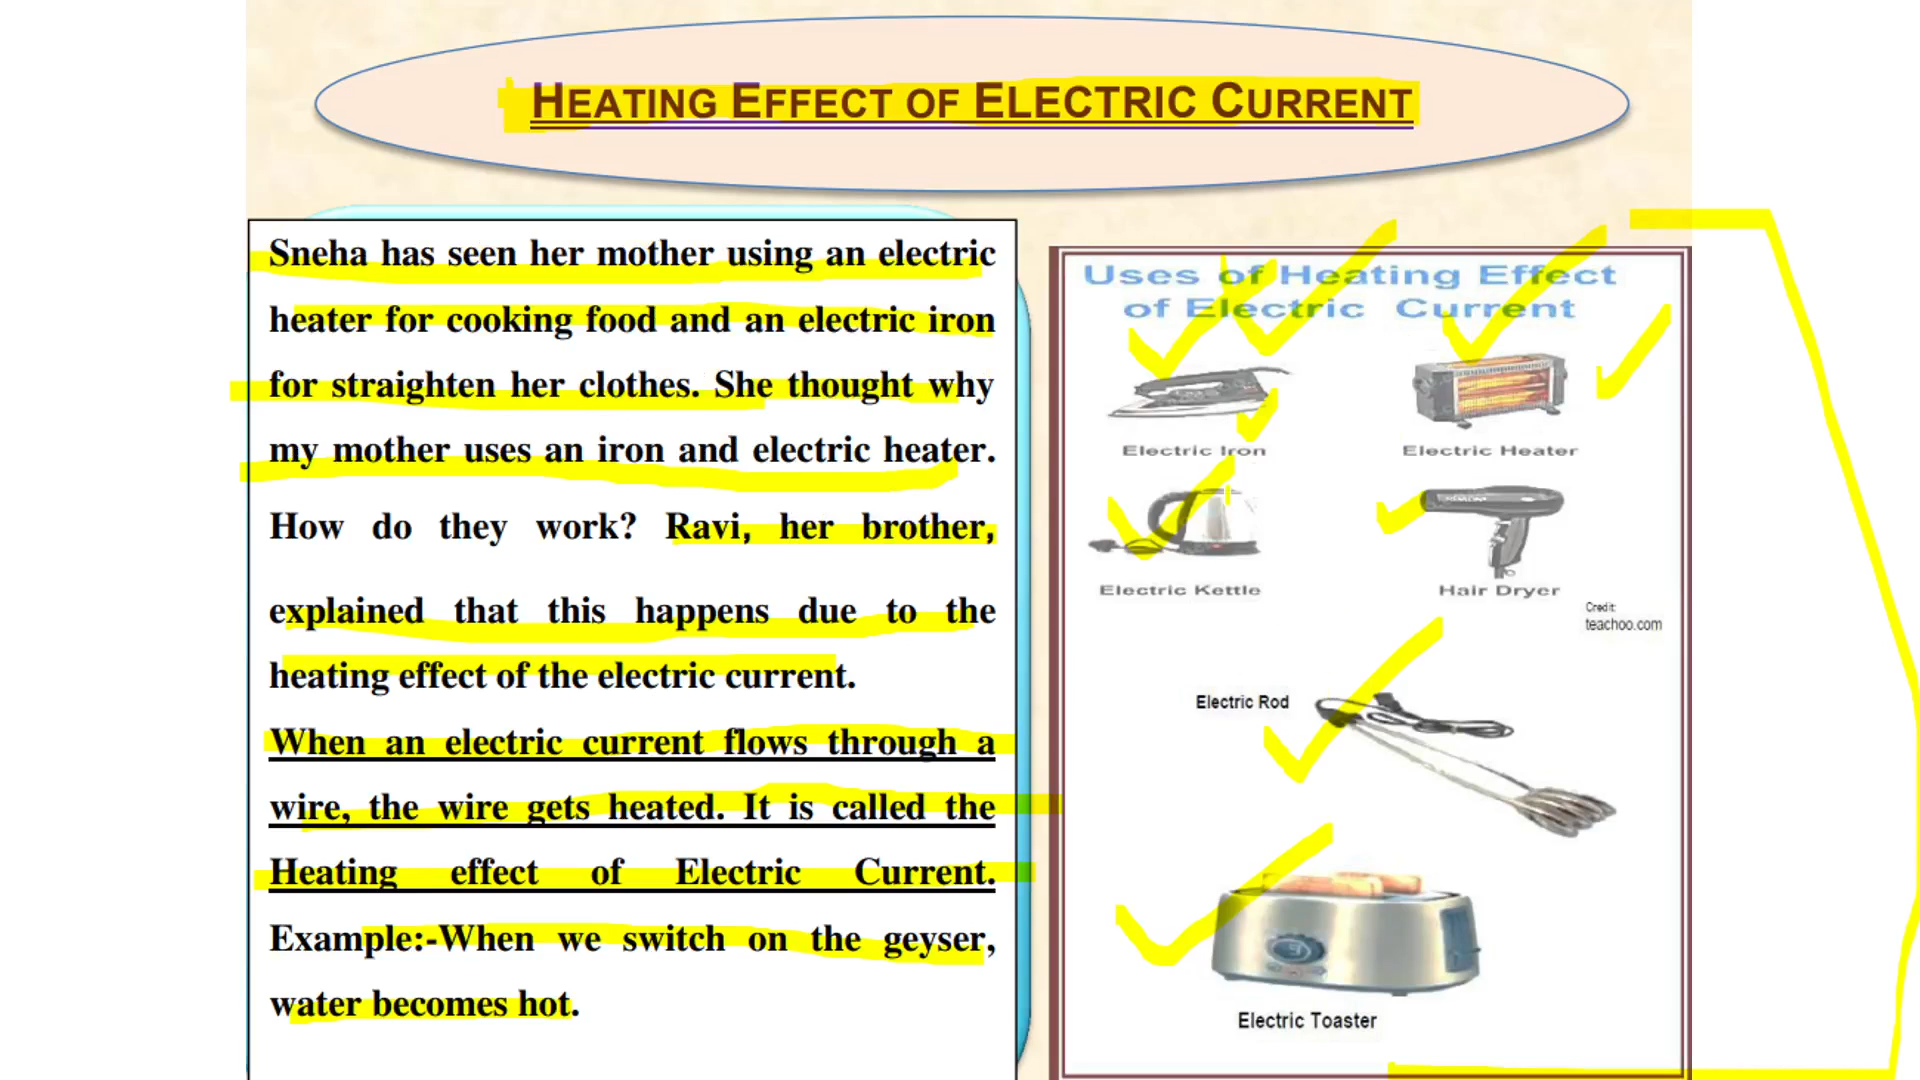 HEATING EFFECT OF ELECTRIC CURRENT
Sneha has seen her mother using an electric
heater for cooking food and an electric iron
for straighten her clothes. She thought why
my mother uses an iron and electric heater.
How do they work? Ravi, her brother,
explained that this happens due to the
heating effect of the electric current.
When an electric current flows through a
wire, the wire gets heated. It is called the
Heating effect of Electric Current.
Example:-When we switch on the geyser,
water becomes hot.
Uses of Heating Effect
of Electric Current
Electric Iron
Electric Heater
Electric Kettle
Hair Dryer
Credit:
teachoo.com
Electric Rod
Electric Toaster